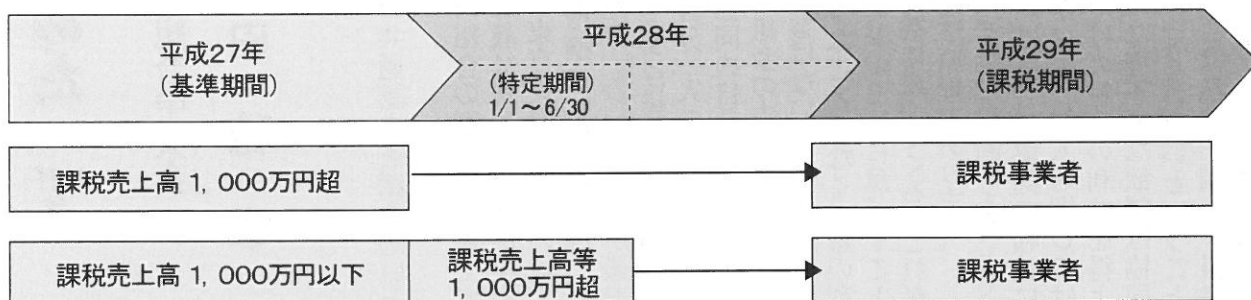 平成27年
(基準期間)
平成28年
(特定期間)
1/1～6/30
平成29年
(課税期間)
課税売上高 1,000万円超
課税事業者
課税売上高 1,000万円以下
課税売上高等
1,000万円超
課税事業者